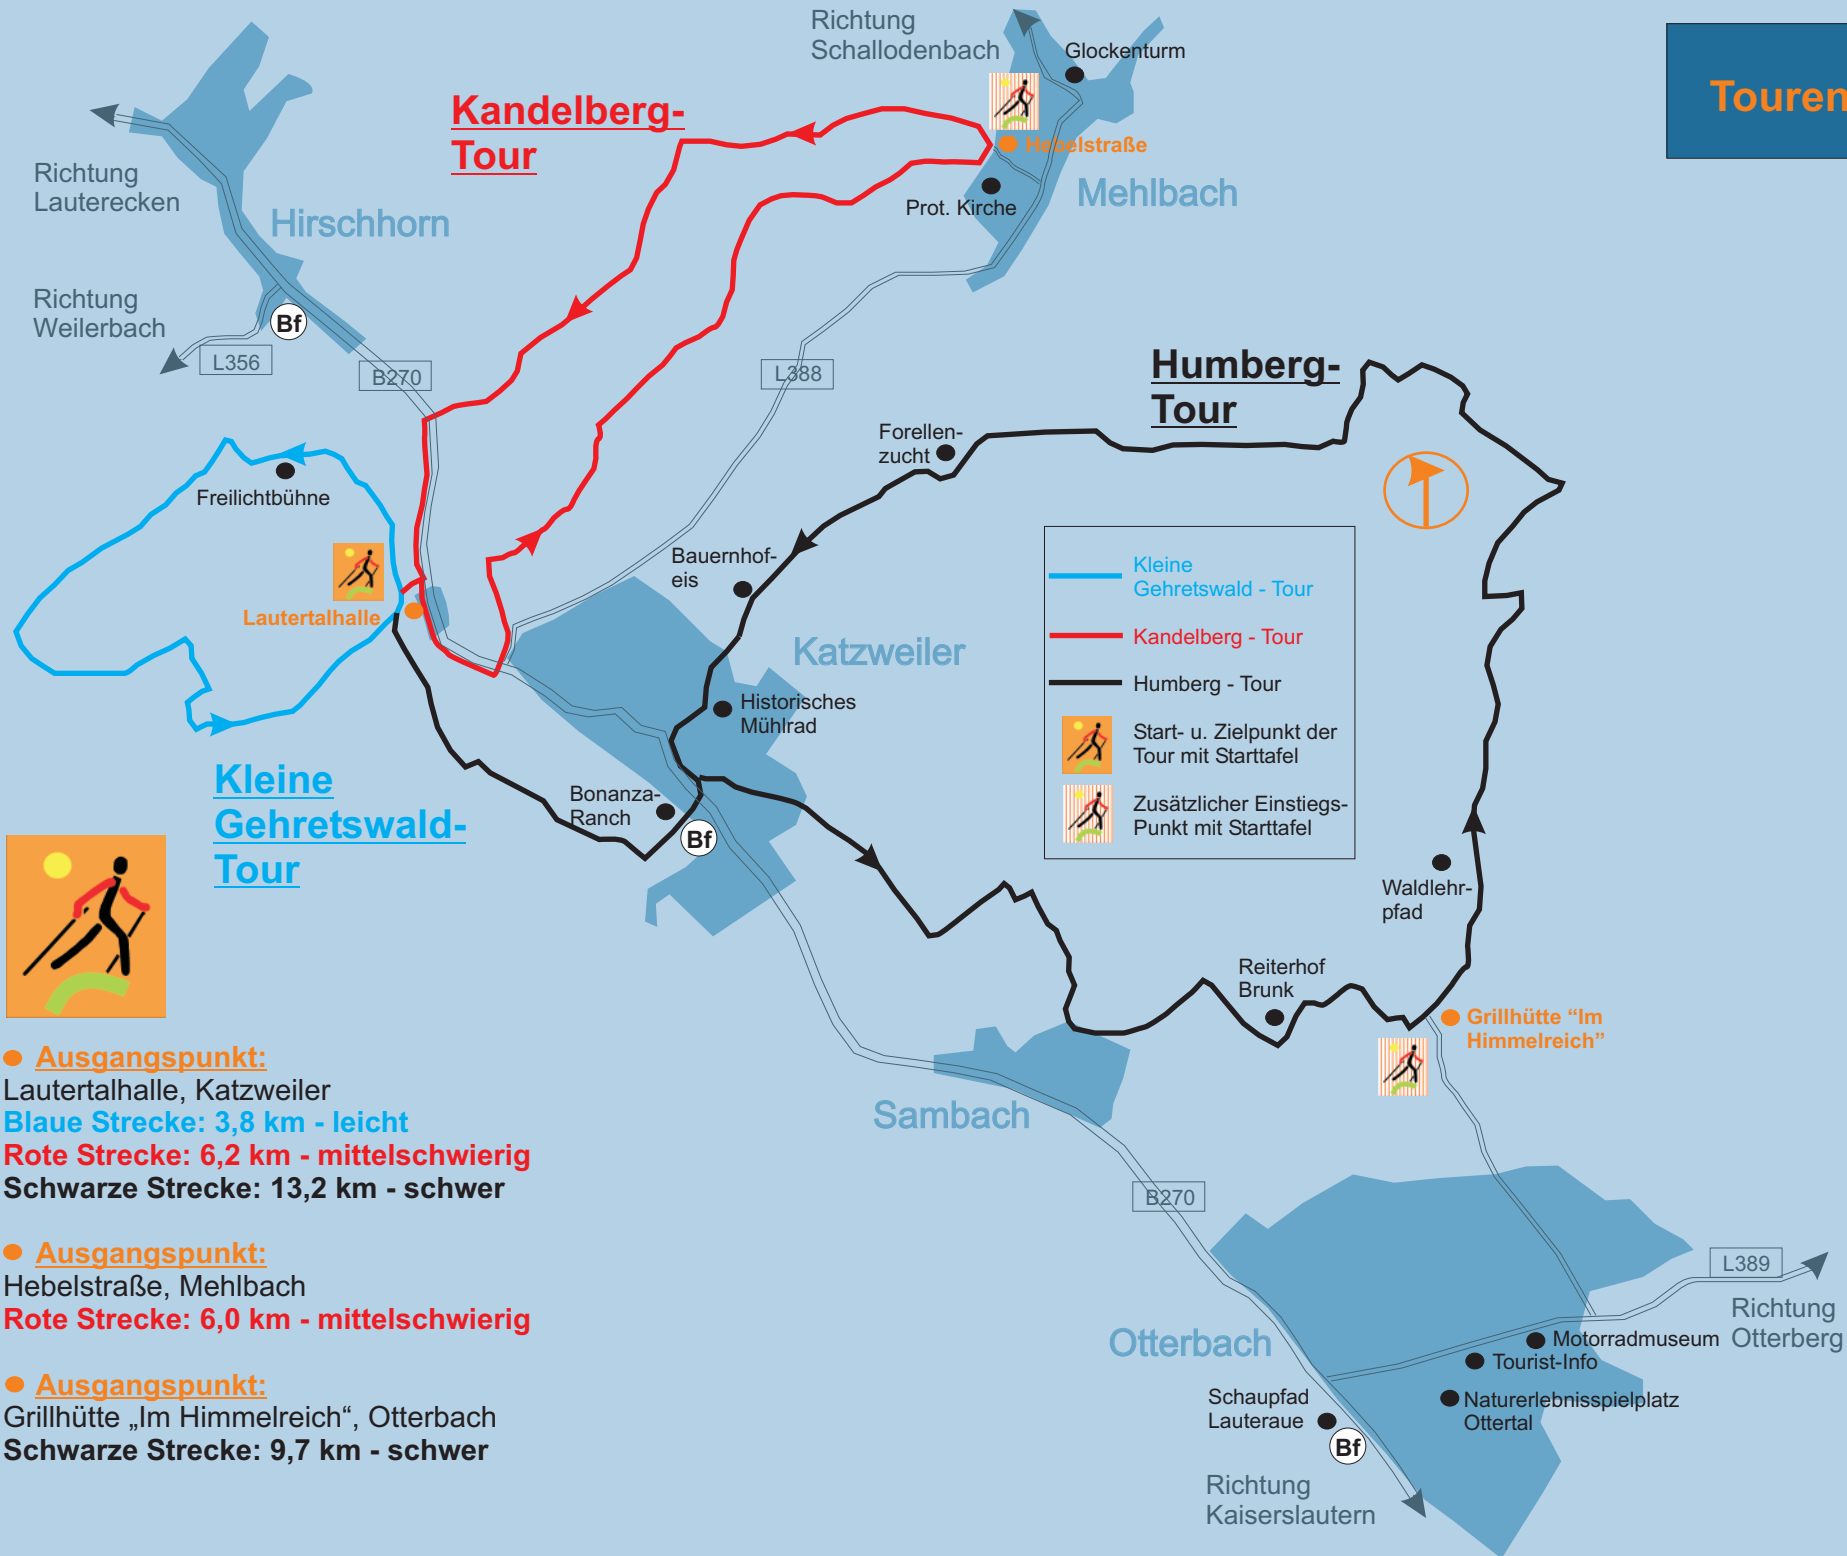 Richtung
Schallodenbach
Glockenturm
Touren
Kandelberg-
Tour
Hebelstraße
Richtung
Lauterecken
Mehlbach
Prot. Kirche
Hirschhorn
Richtung
Weilerbach
Bf
L356
B270
L388
Humberg-
Tour
Forellen-
zucht
Freilichtbühne
Bauernhof-
eis
Lautertalhalle
Katzweiler
Kleine
Gehretswald - Tour
Kandelberg - Tour
Humberg - Tour
Start- u. Zielpunkt der
Tour mit Starttafel
Zusätzlicher Einstiegs-
Punkt mit Starttafel
Historisches
Mühlrad
Kleine
Gehretswald-
Tour
Bonanza-
Ranch
Bf
Waldlehr-
pfad
Reiterhof
Brunk
Grillhütte “Im
Himmelreich”
Sambach
Ausgangspunkt:
Lautertalhalle, Katzweiler
Blaue Strecke: 3,8 km - leicht
Rote Strecke: 6,2 km - mittelschwierig
Schwarze Strecke: 13,2 km - schwer
Ausgangspunkt:
Hebelstraße, Mehlbach
Rote Strecke: 6,0 km - mittelschwierig
Ausgangspunkt:
Grillhütte „Im Himmelreich“, Otterbach
Schwarze Strecke: 9,7 km - schwer
B270
L389
Richtung
Otterberg
Otterbach
Motorradmuseum
Tourist-Info
Naturerlebnisspielplatz
Ottertal
Schaupfad
Lauteraue
Bf
Richtung
Kaiserslautern